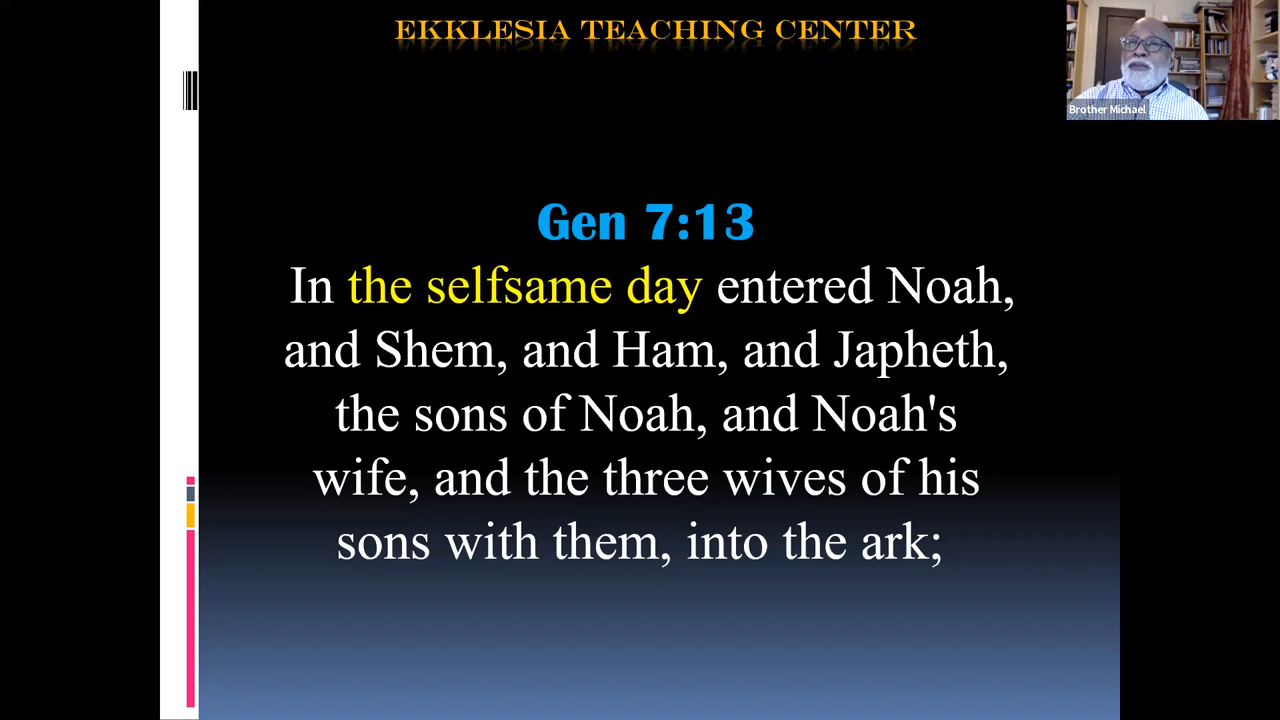 EKKLESIA TEACHING CENTER
Brother Michael
Gen 7:13
In the selfsame day entered Noah,
and Shem, and Ham, and Japheth,
the sons of Noah, and Noah's
wife, and the three wives of his
sons with them, into the ark;